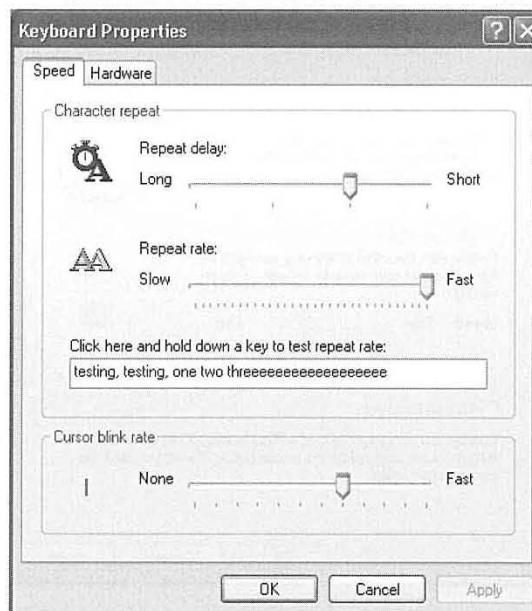 Keyboard Properties
Speed Hardware
Character repeat
Repeat delay:
Long Short
Repeat rate:
Slow Fast
Click here and hold down a key to test repeat rate:
testing, testing, one two threeeeeeeeeeeeeeeeeee
Cursor blink rate
None Fast
OK Cancel Apply